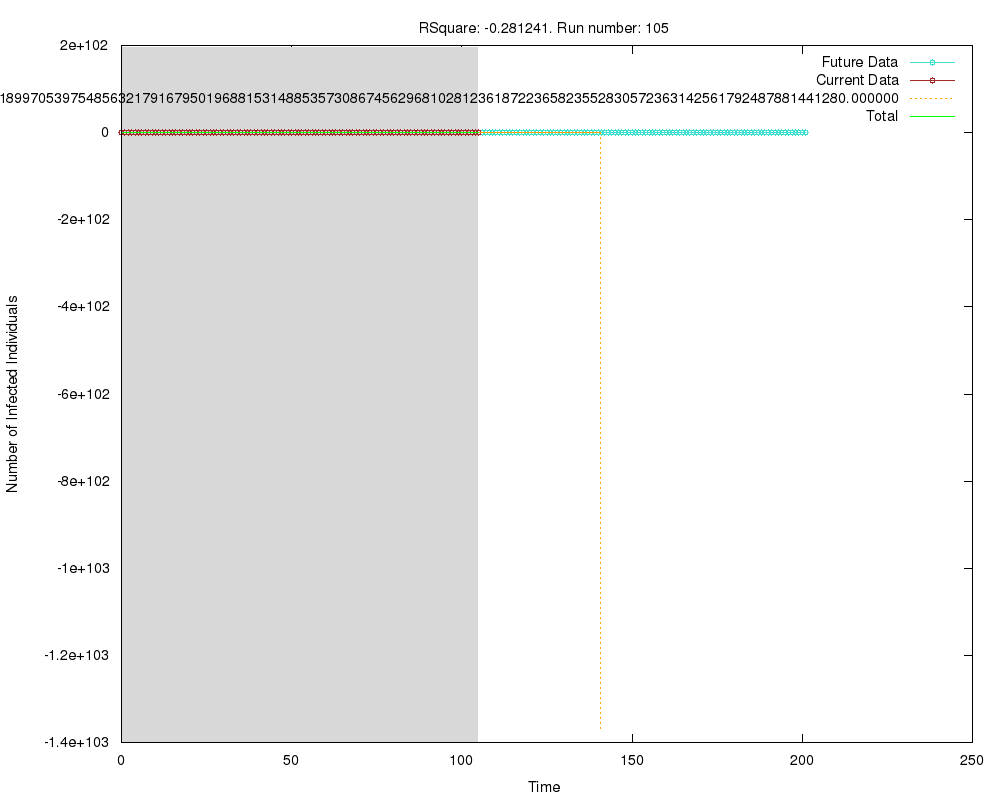 RSquare: -0.281241. Run number: 105
2e+102
Future Data
Current Data
189970539754856321791679501968815314885357308674562968102812361872236582355283057236314256179248788144​1280.000000
Total
0
-2e+102
-4e+102
-6e+102
-8e+102
-1e+103
-1.2e+103
-1.4e+103
Number of Infected Individuals
0 50 100 150 200 250
Time